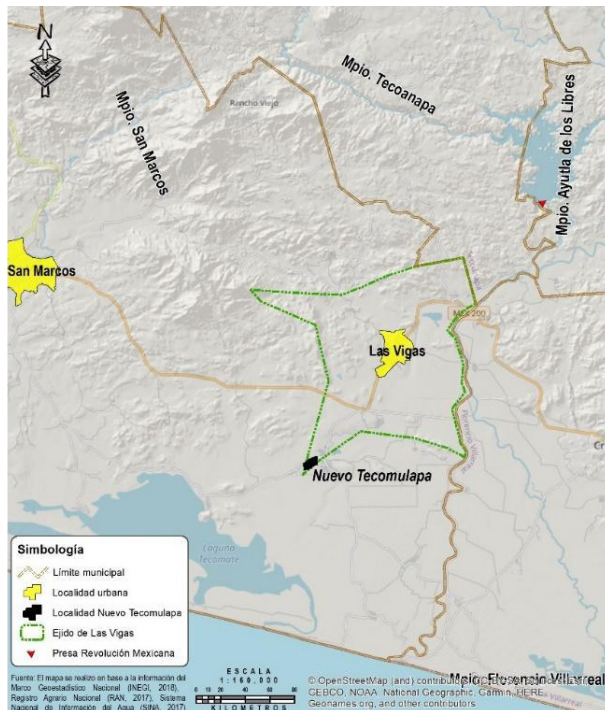 N
Mpio. Tecoanapa
Rancho Viejo
Mpio. San Marcos
Mpio. Ayutla de los Libres
San Marcos
MEX 200
Las Vigas
Florencio Villarreal
Nuevo Tecomulapa
Laguna
Tecomate
Simbología
Límite municipal
Localidad urbana
Localidad Nuevo Tecomulapa
Ejido de Las Vigas
Presa Revolución Mexicana
Fuente: El mapa se realizo en base a la información del
Marco Geoestadístico Nacional (INEGI, 2018),
Registro Agrario Nacional (RAN, 2017), Sistema
Nacional de Información del Agua (SINA, 2017)
ESCALA
1:160,000
KILOMETROS
Mpio. Florencio Villarreal
© OpenStreetMap (and) contributors,
GEBCO, NOAA, National Geographic, Garmin, HERE,
Geonames.org, and other contributors